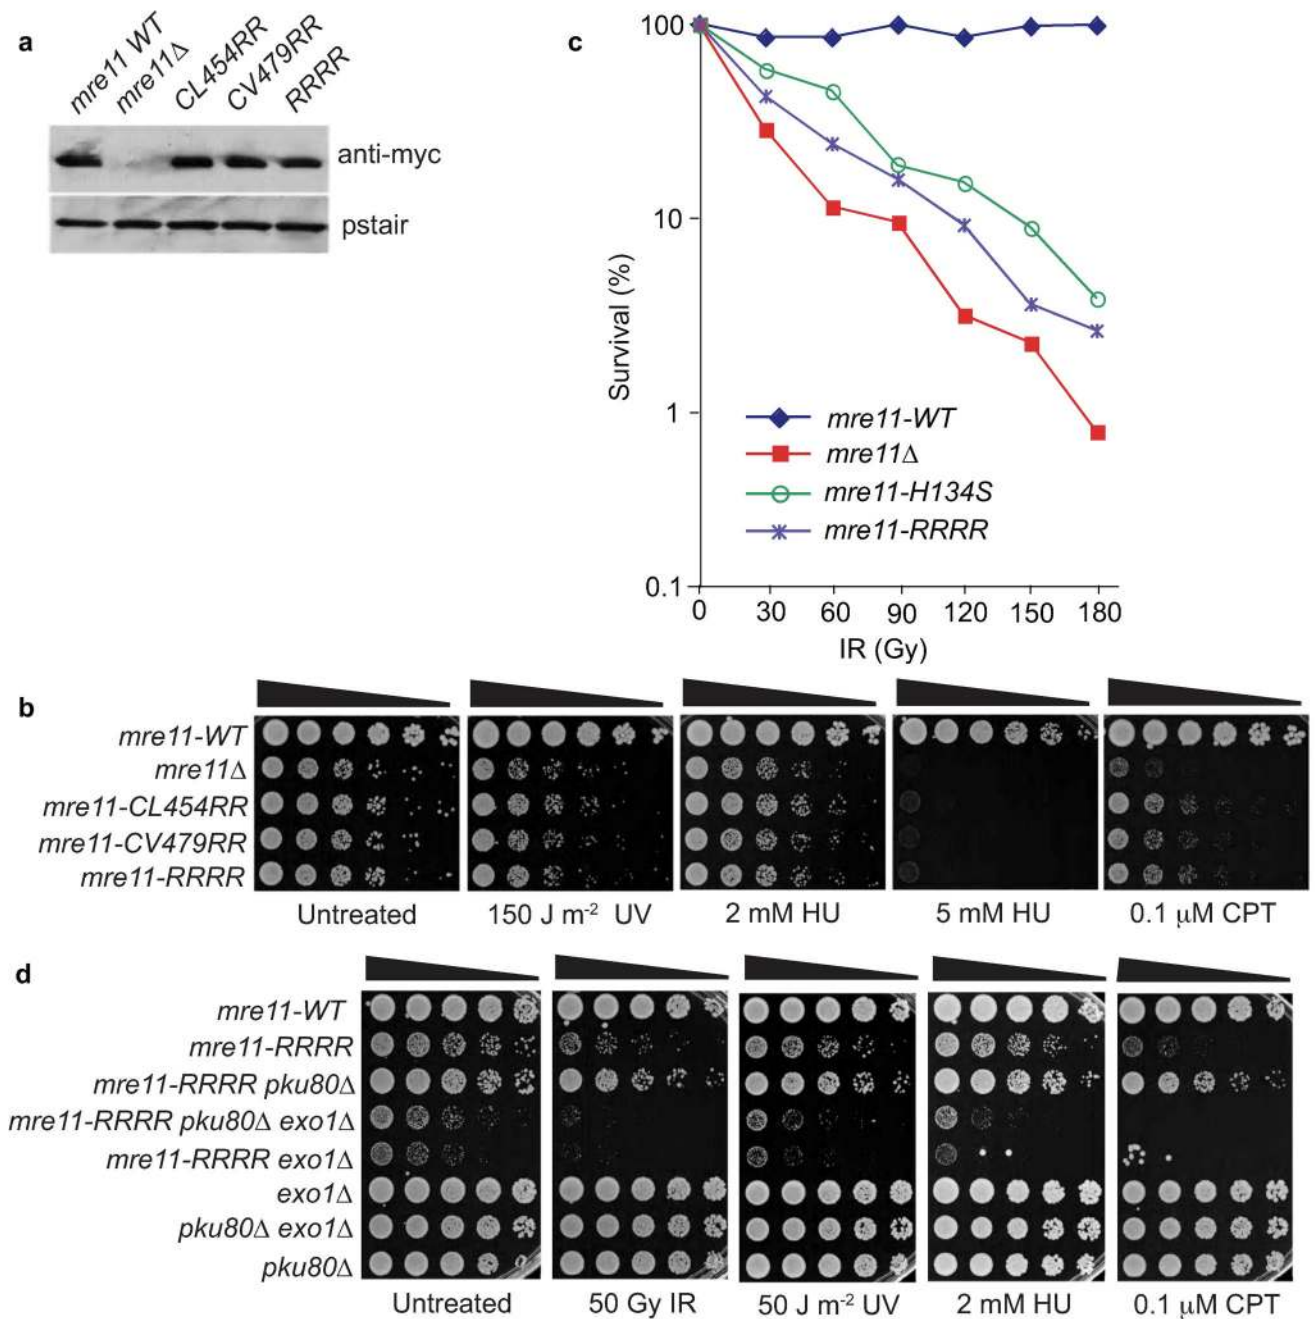 a
mre11 WT
mre11Δ
CL454RR
CV479RR
RRRR
anti-myc
pstair
c
100
10
1
0.1
Survival (%)
0 30 60 90 120 150 180
IR (Gy)
mre11-WT
mre11Δ
mre11-H134S
mre11-RRRR
b
mre11-WT
mre11Δ
mre11-CL454RR
mre11-CV479RR
mre11-RRRR
Untreated
150 J m-2 UV
2 mM HU
5 mM HU
0.1 μM CPT
d
mre11-WT
mre11-RRRR
mre11-RRRR pku80Δ
mre11-RRRR pku80Δ exo1Δ
mre11-RRRR exo1Δ
exo1Δ
pku80Δ exo1Δ
pku80Δ
Untreated
50 Gy IR
50 J m-2 UV
2 mM HU
0.1 μM CPT